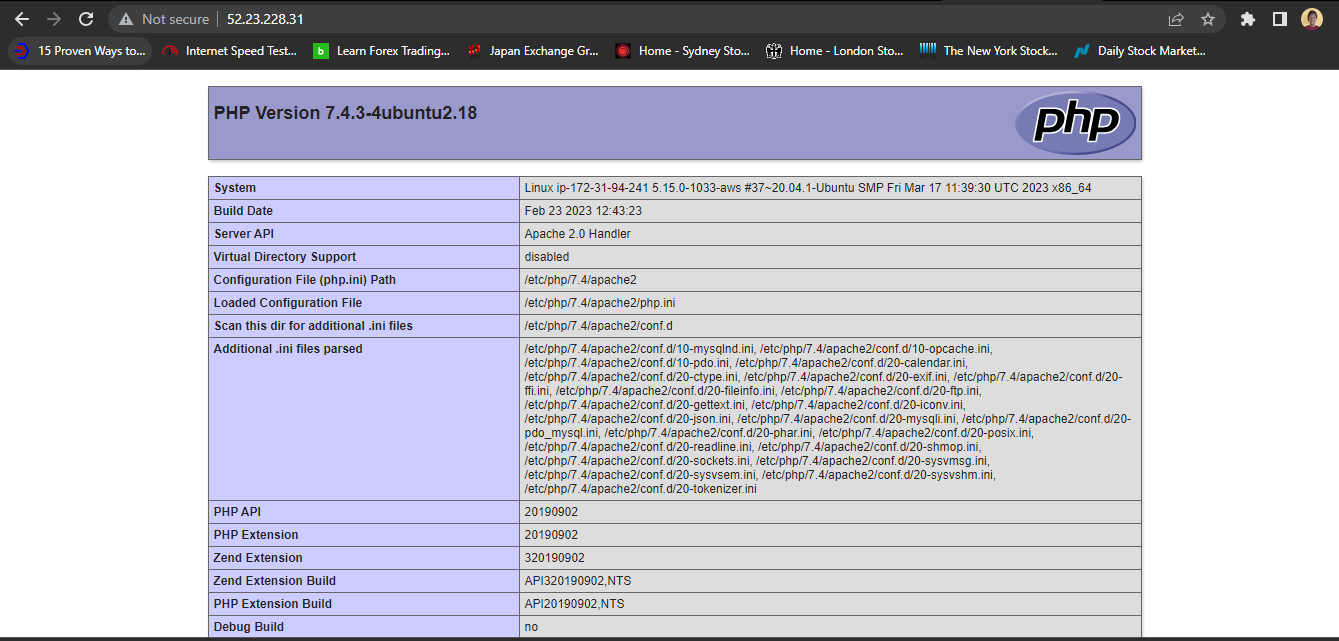 Not secure 52.23.228.31
15 Proven Ways to... Internet Speed Test... b Learn Forex Trading... Japan Exchange Gr... Home - Sydney Sto... Home - London Sto... The New York Stock... Daily Stock Market...
PHP Version 7.4.3-4ubuntu2.18 php
System Linux ip-172-31-94-241 5.15.0-1033-aws #37~20.04.1-Ubuntu SMP Fri Mar 17 11:39:30 UTC 2023 x86_64
Build Date Feb 23 2023 12:43:23
Server API Apache 2.0 Handler
Virtual Directory Support disabled
Configuration File (php.ini) Path /etc/php/7.4/apache2
Loaded Configuration File /etc/php/7.4/apache2/php.ini
Scan this dir for additional .ini files /etc/php/7.4/apache2/conf.d
Additional .ini files parsed /etc/php/7.4/apache2/conf.d/10-mysqlnd.ini, /etc/php/7.4/apache2/conf.d/10-opcache.ini,
/etc/php/7.4/apache2/conf.d/10-pdo.ini, /etc/php/7.4/apache2/conf.d/20-calendar.ini,
/etc/php/7.4/apache2/conf.d/20-ctype.ini, /etc/php/7.4/apache2/conf.d/20-exif.ini, /etc/php/7.4/apache2/conf.d/20-
ffi.ini, /etc/php/7.4/apache2/conf.d/20-fileinfo.ini, /etc/php/7.4/apache2/conf.d/20-ftp.ini,
/etc/php/7.4/apache2/conf.d/20-gettext.ini, /etc/php/7.4/apache2/conf.d/20-iconv.ini,
/etc/php/7.4/apache2/conf.d/20-json.ini, /etc/php/7.4/apache2/conf.d/20-mysqli.ini, /etc/php/7.4/apache2/conf.d/20-
pdo_mysql.ini, /etc/php/7.4/apache2/conf.d/20-phar.ini, /etc/php/7.4/apache2/conf.d/20-posix.ini,
/etc/php/7.4/apache2/conf.d/20-readline.ini, /etc/php/7.4/apache2/conf.d/20-shmop.ini,
/etc/php/7.4/apache2/conf.d/20-sockets.ini, /etc/php/7.4/apache2/conf.d/20-sysvmsg.ini,
/etc/php/7.4/apache2/conf.d/20-sysvsem.ini, /etc/php/7.4/apache2/conf.d/20-sysvshm.ini,
/etc/php/7.4/apache2/conf.d/20-tokenizer.ini
PHP API 20190902
PHP Extension 20190902
Zend Extension 320190902
Zend Extension Build API320190902,NTS
PHP Extension Build API20190902,NTS
Debug Build no